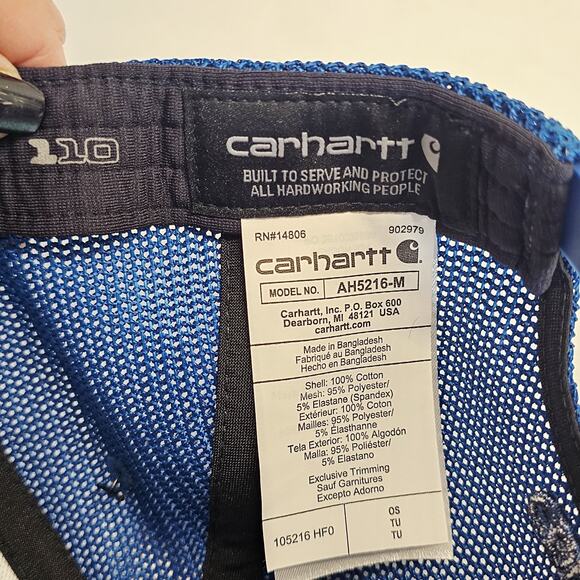 110
carhartt
BUILT TO SERVE AND PROTECT
ALL HARDWORKING PEOPLE
RN#14806 902979
carhartt
MODEL NO. AH5216-M
Carhartt, Inc. P.O. Box 600
Dearborn, MI 48121 USA
carhartt.com
Made in Bangladesh
Fabriqué au Bangladesh
Hecho en Bangladesh
Shell: 100% Cotton
Mesh: 95% Polyester/
5% Elastane (Spandex)
Extérieur: 100% Coton
Mailles: 95% Polyester/
5% Élasthanne
Tela Exterior: 100% Algodón
Malla: 95% Poliéster/
5% Elastano
Exclusive Trimming
Sauf Garnitures
Excepto Adorno
105216 HF0
OS
TU
TU